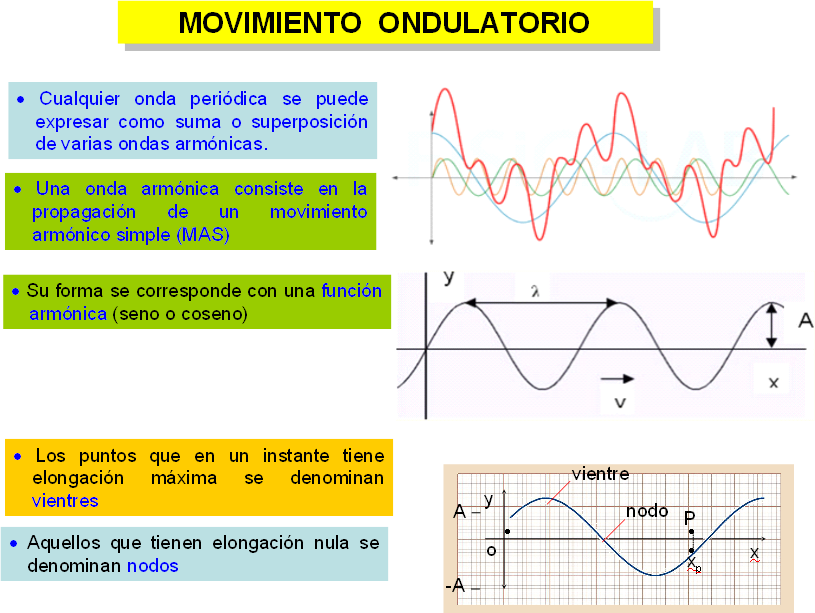 MOVIMIENTO ONDULATORIO
• Cualquier onda periódica se puede
expresar como suma o superposición
de varias ondas armónicas.
• Una onda armónica consiste en la
propagación de un movimiento
armónico simple (MAS)
• Su forma se corresponde con una función
armónica (seno o coseno)
y
λ
A
v
x
• Los puntos que en un instante tiene
elongación máxima se denominan
vientres
• Aquellos que tienen elongación nula se
denominan nodos
vientre
y
A
nodo
P
o
x
xp
-A